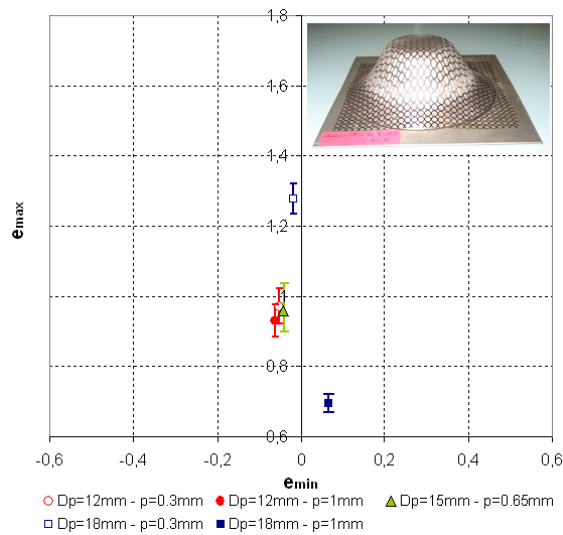 1,8
1,6
1,4
1,2
1
0,8
0,6
emax
-0,6
-0,4
-0,2
0
0,2
0,4
0,6
emin
Dp=12mm - p=0.3mm
Dp=12mm - p=1mm
Dp=15mm - p=0.65mm
Dp=18mm - p=0.3mm
Dp=18mm - p=1mm